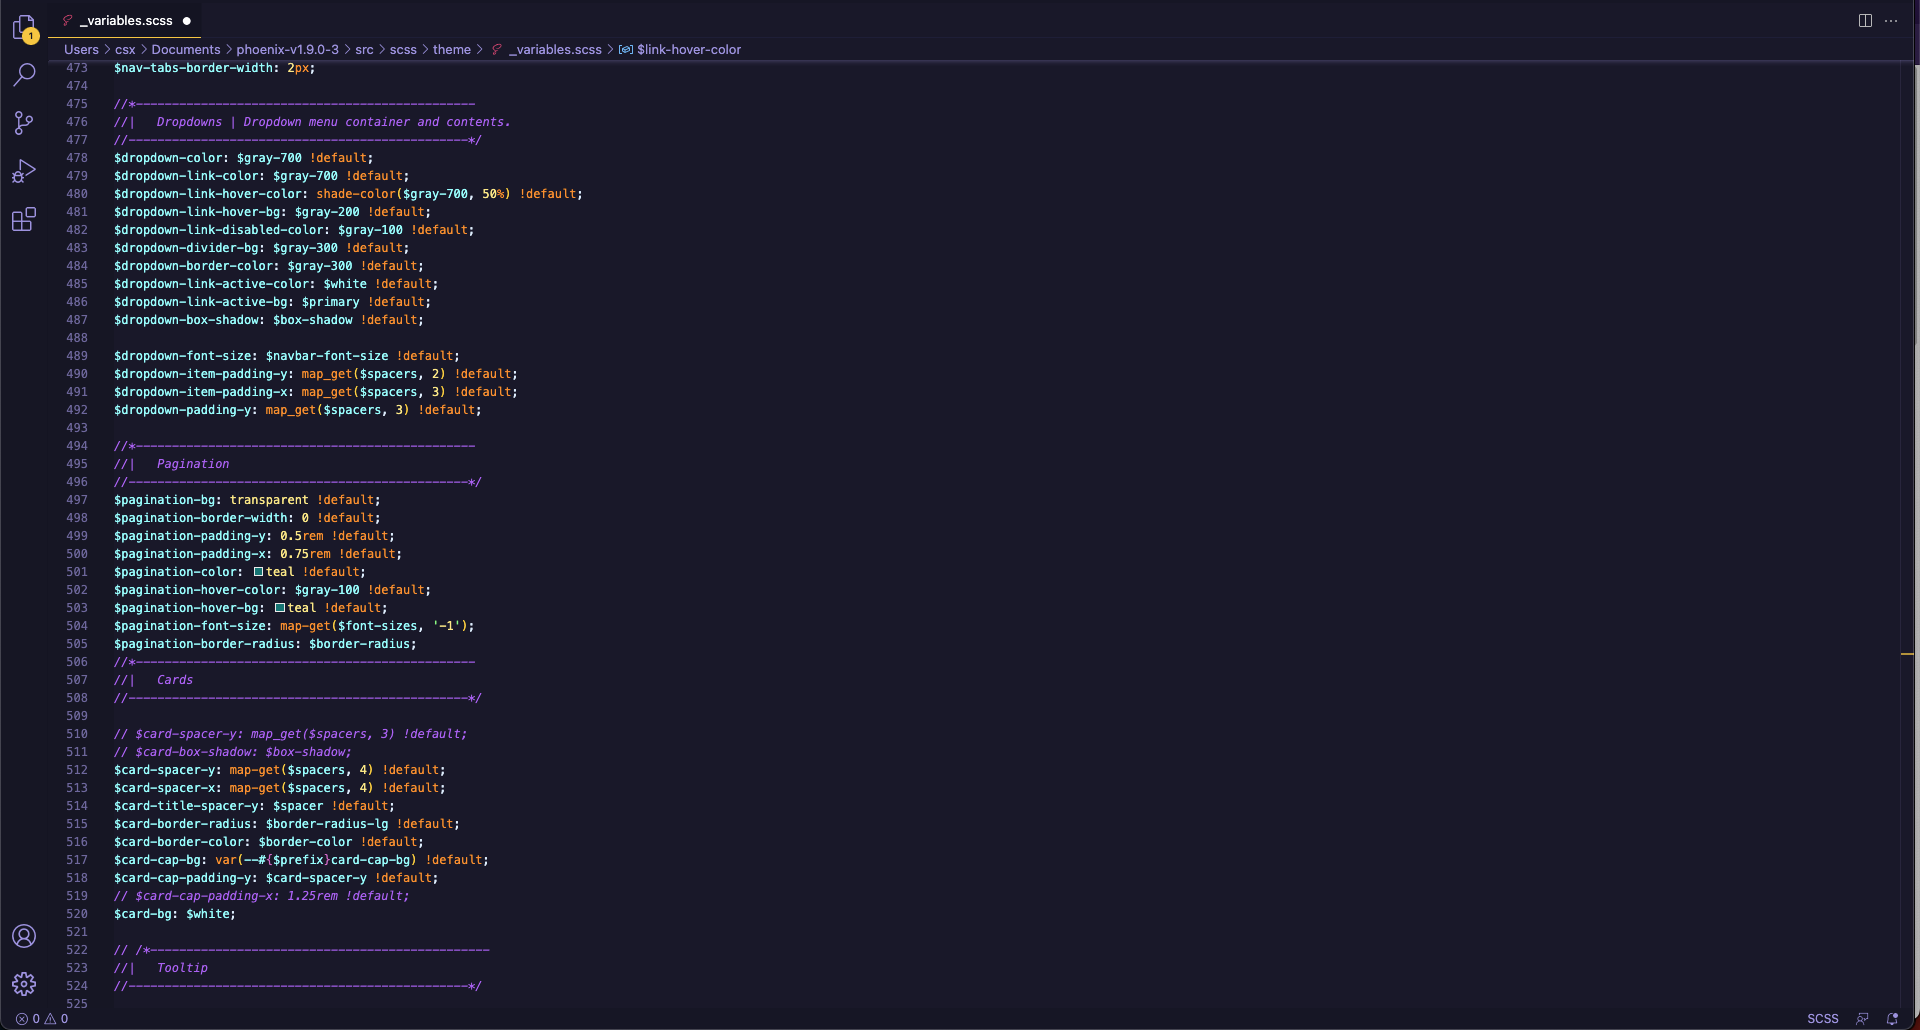 _variables.scss
1
Users > csx > Documents > phoenix-v1.9.0-3 > src > scss > theme > _variables.scss > $link-hover-color
473 $nav-tabs-border-width: 2px;
474
475 //*-----------------------------------------------
476 //|   Dropdowns | Dropdown menu container and contents.
477 //-----------------------------------------------*/
478 $dropdown-color: $gray-700 !default;
479 $dropdown-link-color: $gray-700 !default;
480 $dropdown-link-hover-color: shade-color($gray-700, 50%) !default;
481 $dropdown-link-hover-bg: $gray-200 !default;
482 $dropdown-link-disabled-color: $gray-100 !default;
483 $dropdown-divider-bg: $gray-300 !default;
484 $dropdown-border-color: $gray-300 !default;
485 $dropdown-link-active-color: $white !default;
486 $dropdown-link-active-bg: $primary !default;
487 $dropdown-box-shadow: $box-shadow !default;
488
489 $dropdown-font-size: $navbar-font-size !default;
490 $dropdown-item-padding-y: map_get($spacers, 2) !default;
491 $dropdown-item-padding-x: map_get($spacers, 3) !default;
492 $dropdown-padding-y: map_get($spacers, 3) !default;
493
494 //*-----------------------------------------------
495 //|   Pagination
496 //-----------------------------------------------*/
497 $pagination-bg: transparent !default;
498 $pagination-border-width: 0 !default;
499 $pagination-padding-y: 0.5rem !default;
500 $pagination-padding-x: 0.75rem !default;
501 $pagination-color: teal !default;
502 $pagination-hover-color: $gray-100 !default;
503 $pagination-hover-bg: teal !default;
504 $pagination-font-size: map-get($font-sizes, '-1');
505 $pagination-border-radius: $border-radius;
506 //*-----------------------------------------------
507 //|   Cards
508 //-----------------------------------------------*/
509
510 // $card-spacer-y: map_get($spacers, 3) !default;
511 // $card-box-shadow: $box-shadow;
512 $card-spacer-y: map-get($spacers, 4) !default;
513 $card-spacer-x: map-get($spacers, 4) !default;
514 $card-title-spacer-y: $spacer !default;
515 $card-border-radius: $border-radius-lg !default;
516 $card-border-color: $border-color !default;
517 $card-cap-bg: var(--#{$prefix}card-cap-bg) !default;
518 $card-cap-padding-y: $card-spacer-y !default;
519 // $card-cap-padding-x: 1.25rem !default;
520 $card-bg: $white;
521
522 // /*-----------------------------------------------
523 //|   Tooltip
524 //-----------------------------------------------*/
525
0 0
SCSS